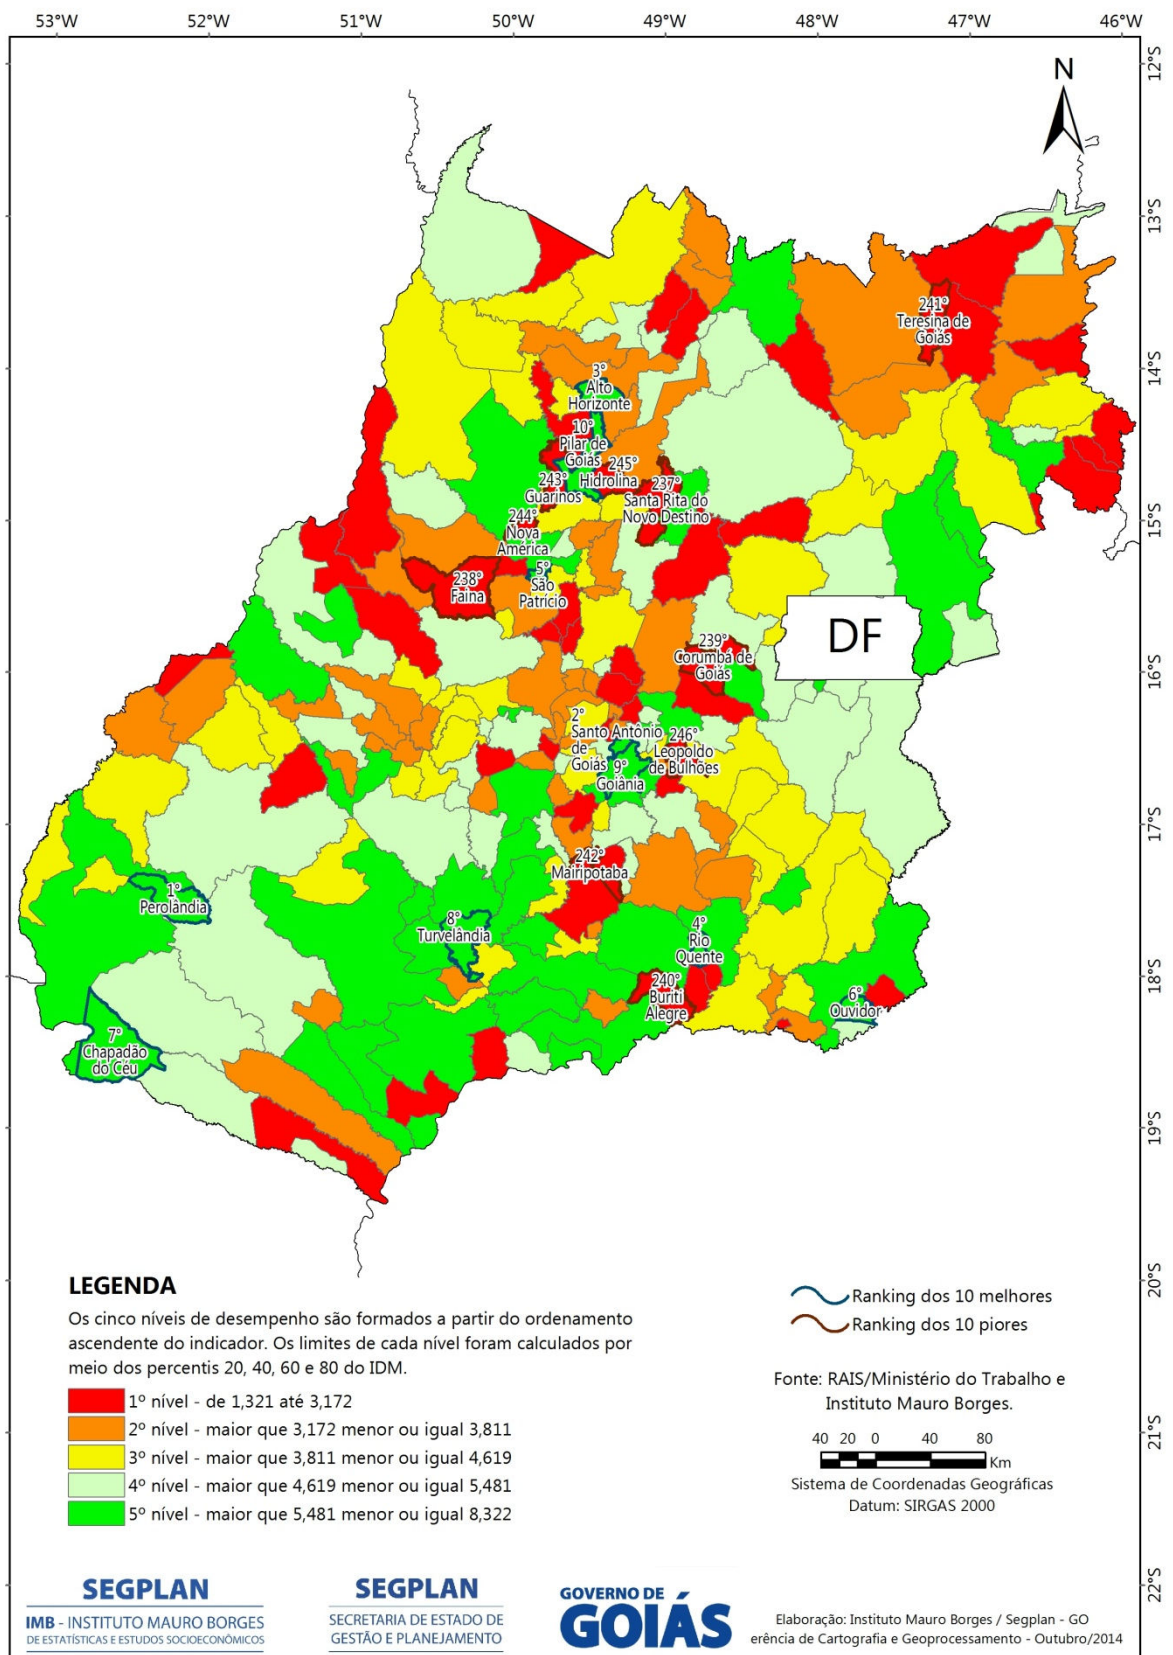 53°W 52°W 51°W 50°W 49°W 48°W 47°W 46°W
12°S
N
13°S
241°
Teresina de
Goiás
14°S
3°
Alto
Horizonte
10°
Pilar de
Goiás
245°
Hidrolina
243°
Guarinos
237°
Santa Rita do
Novo Destino
15°S
244°
Nova
América
5°
São
Patrício
238°
Faina
DF
239°
Corumbá de
Goiás
16°S
2°
Santo Antônio
de
Goiás
246°
Leopoldo
de Bulhões
9°
Goiânia
17°S
242°
Mairipotaba
1°
Perolândia
8°
Turvelândia
4°
Rio
Quente
18°S
240°
Buriti
Alegre
6°
Ouvidor
7°
Chapadão
do Céu
19°S
20°S
21°S
22°S
LEGENDA
Os cinco níveis de desempenho são formados a partir do ordenamento
ascendente do indicador. Os limites de cada nível foram calculados por
meio dos percentis 20, 40, 60 e 80 do IDM.
1º nível - de 1,321 até 3,172
2º nível - maior que 3,172 menor ou igual 3,811
3º nível - maior que 3,811 menor ou igual 4,619
4º nível - maior que 4,619 menor ou igual 5,481
5º nível - maior que 5,481 menor ou igual 8,322
Ranking dos 10 melhores
Ranking dos 10 piores
Fonte: RAIS/Ministério do Trabalho e
Instituto Mauro Borges.
40 20 0 40 80
Km
Sistema de Coordenadas Geográficas
Datum: SIRGAS 2000
SEGPLAN
IMB - INSTITUTO MAURO BORGES
DE ESTATÍSTICAS E ESTUDOS SOCIOECONÔMICOS
SEGPLAN
SECRETARIA DE ESTADO DE
GESTÃO E PLANEJAMENTO
GOVERNO DE
GOIÁS
Elaboração: Instituto Mauro Borges / Segplan - GO
erência de Cartografia e Geoprocessamento - Outubro/2014